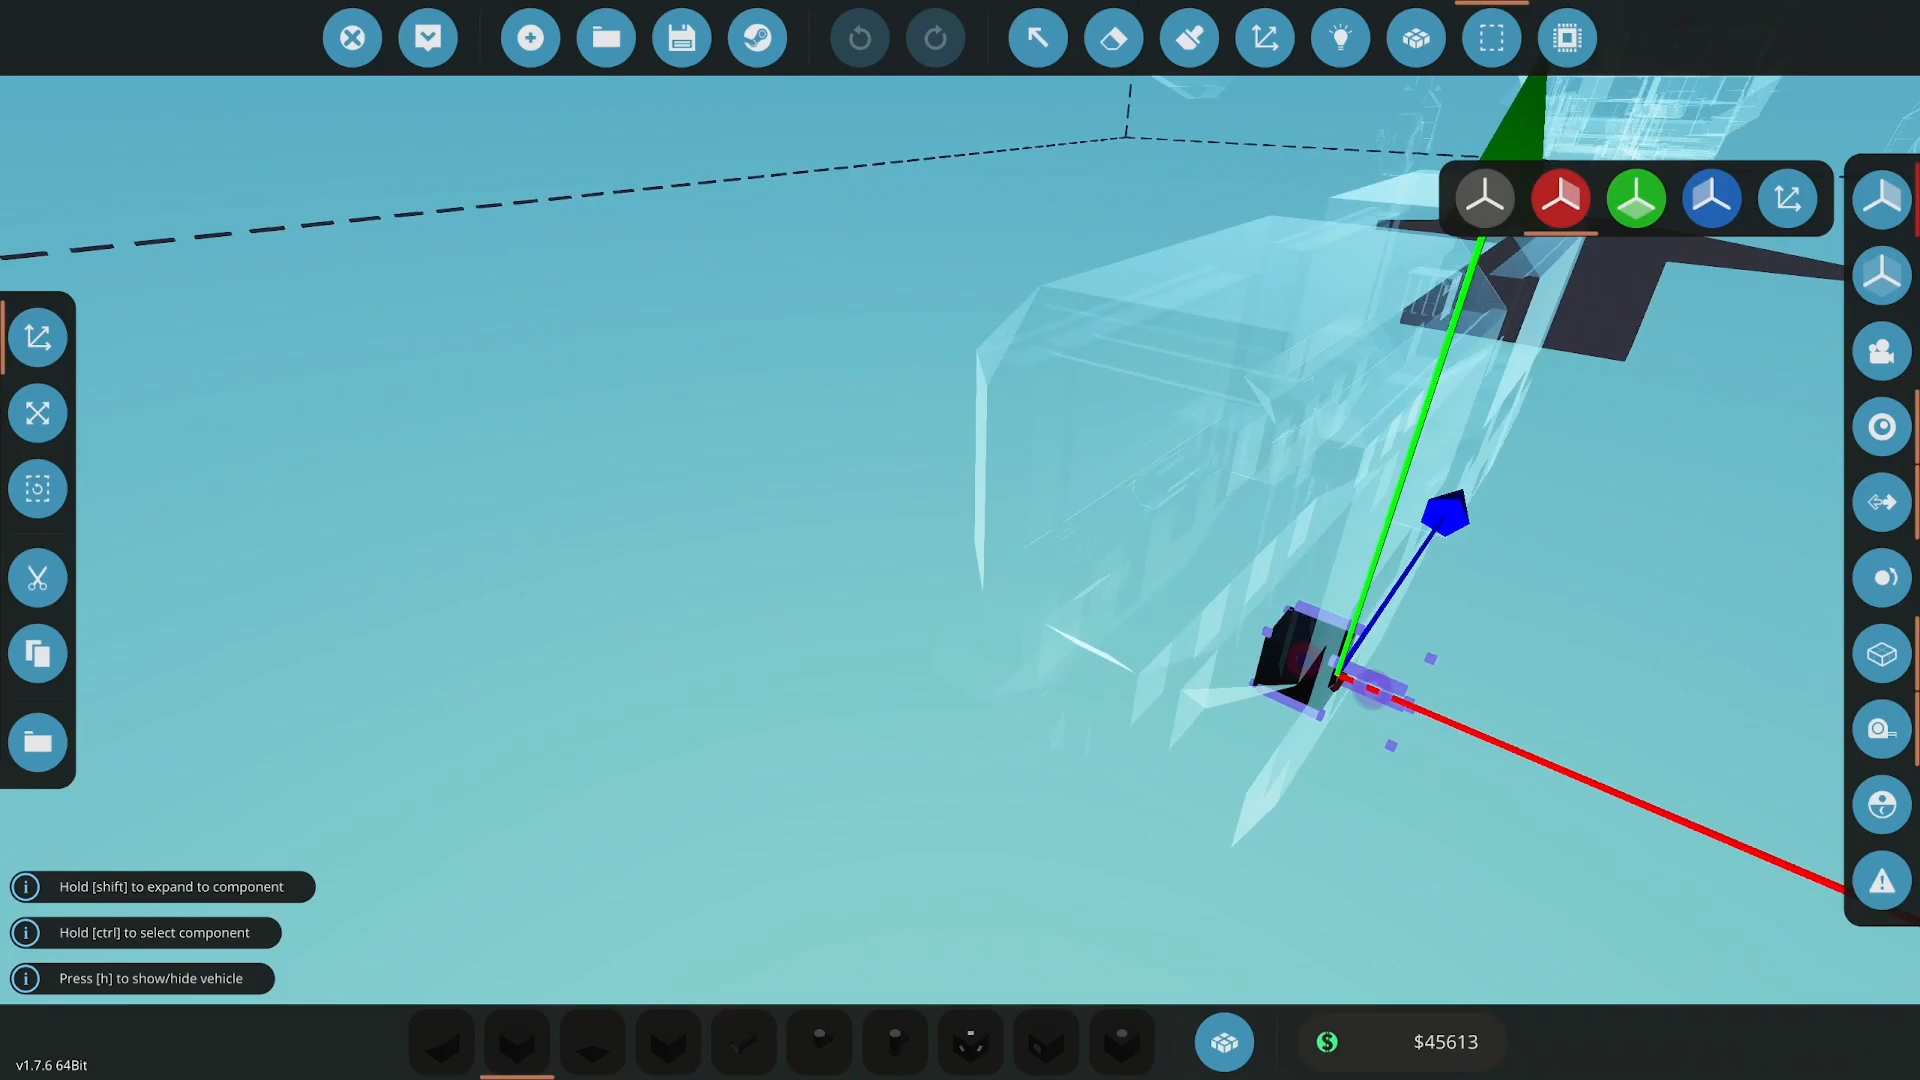 Hold [shift] to expand to component
Hold [ctrl] to select component
Press [h] to show/hide vehicle
$45613
v1.7.6 64Bit